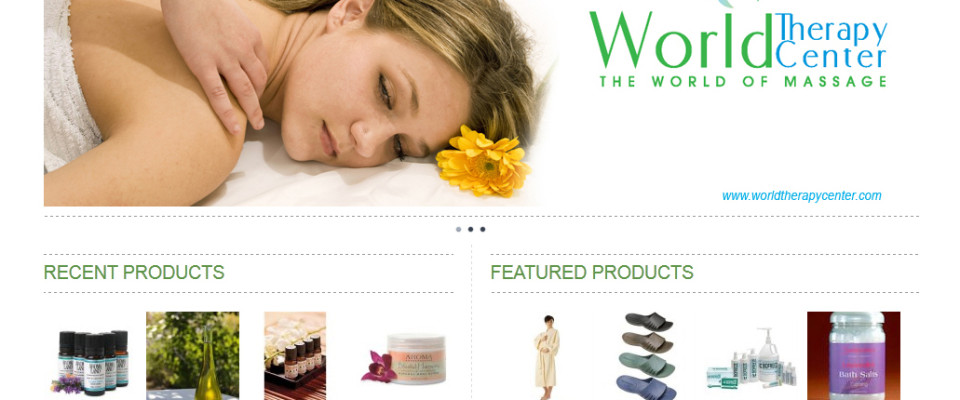 World Therapy Center
THE WORLD OF MASSAGE
www.worldtherapycenter.com
RECENT PRODUCTS
FEATURED PRODUCTS
Bath Salts